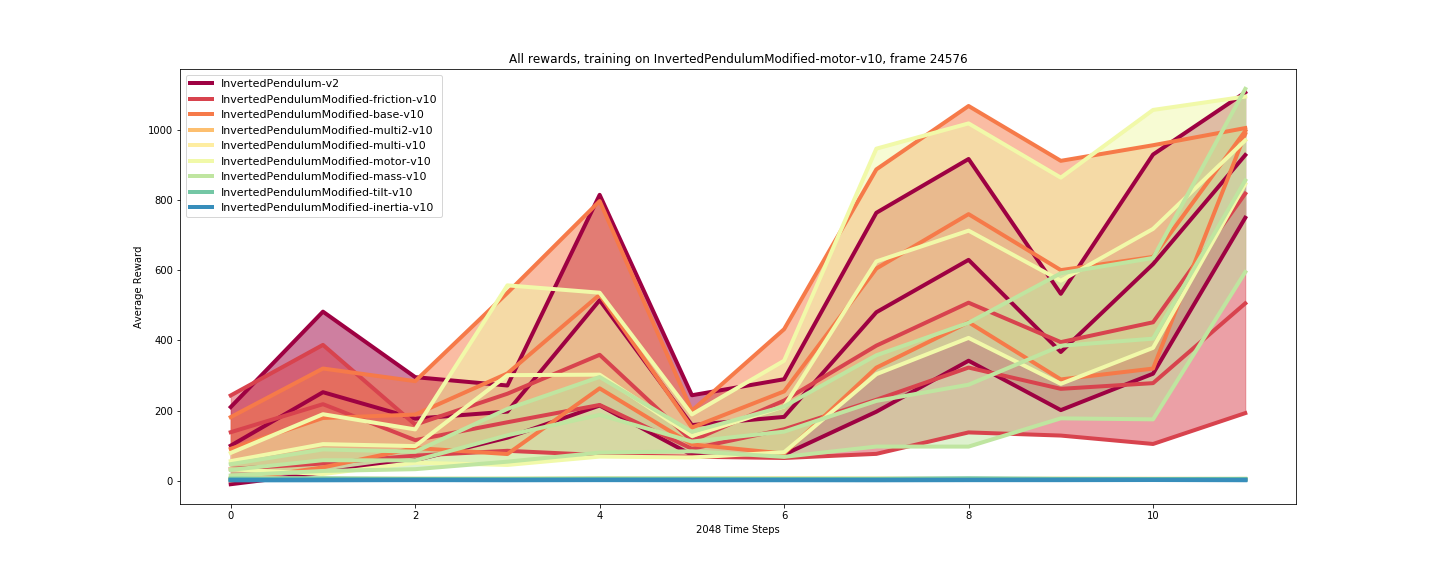 All rewards, training on InvertedPendulumModified-motor-v10, frame 24576
InvertedPendulum-v2
InvertedPendulumModified-friction-v10
InvertedPendulumModified-base-v10
InvertedPendulumModified-multi2-v10
InvertedPendulumModified-multi-v10
InvertedPendulumModified-motor-v10
InvertedPendulumModified-mass-v10
InvertedPendulumModified-tilt-v10
InvertedPendulumModified-inertia-v10
Average Reward
1000
800
600
400
200
0
0 2 4 6 8 10
2048 Time Steps